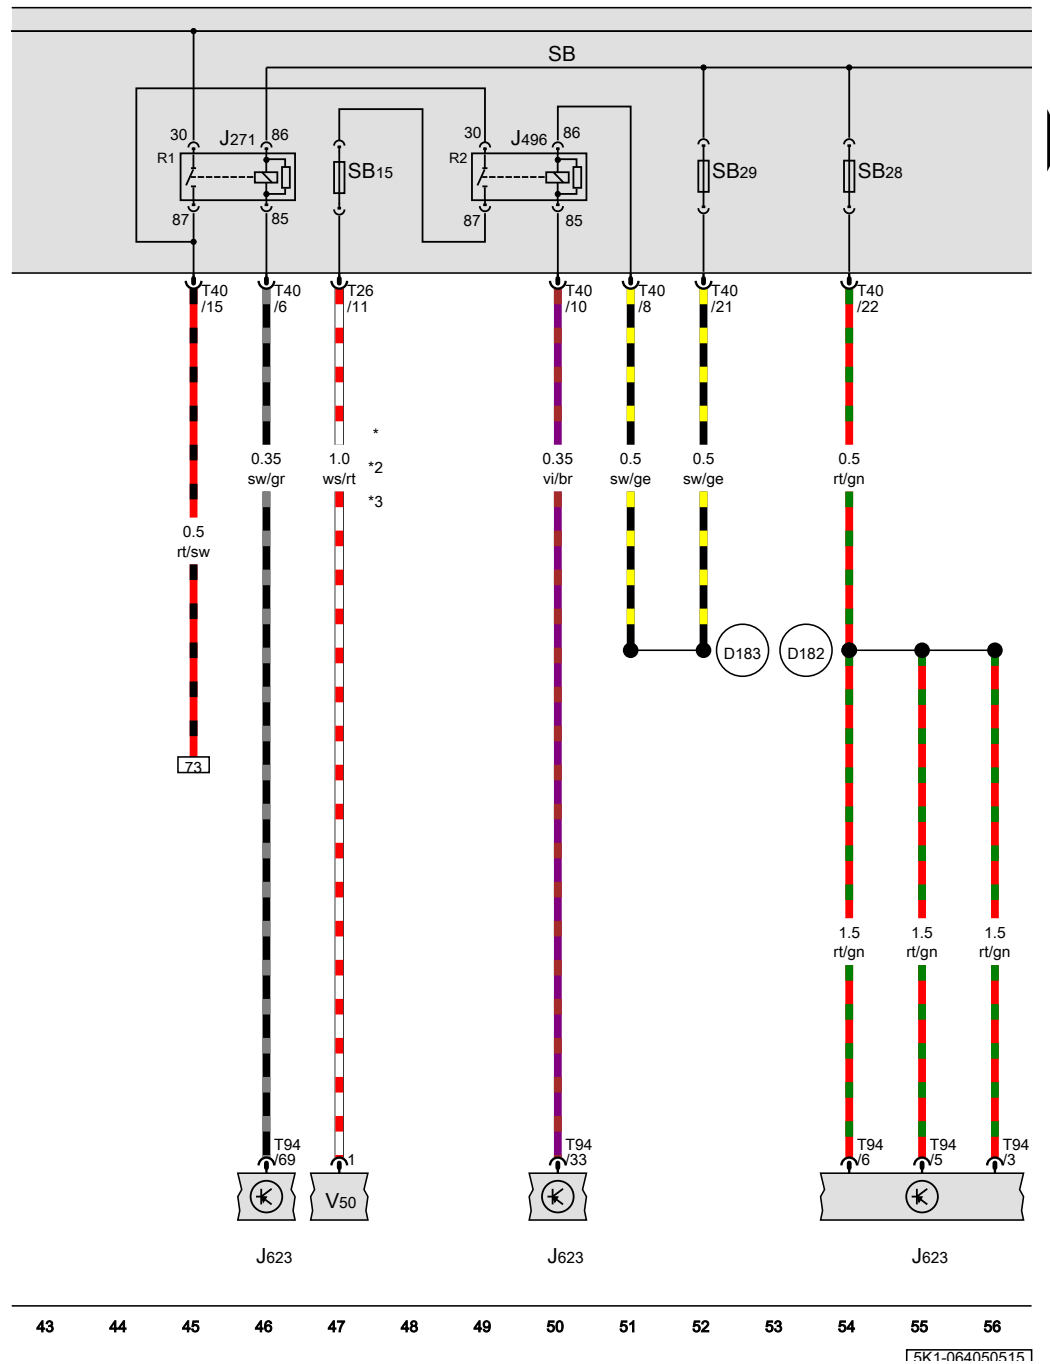 SB
30
J271
86
R1
87
85
SB15
30
J496
86
R2
87
85
SB29
SB28
T40
/15
T40
/6
T26
/11
T40
/10
T40
/8
T40
/21
T40
/22
*
*2
*3
0.35
sw/gr
1.0
ws/rt
0.35
vi/br
0.5
sw/ge
0.5
sw/ge
0.5
rt/gn
0.5
rt/sw
D183
D182
73
1.5
rt/gn
1.5
rt/gn
1.5
rt/gn
T94
/69
1
T94
/33
T94
/6
T94
/5
T94
/3
V50
J623
J623
J623
43 44 45 46 47 48 49 50 51 52 53 54 55 56
5K1-064050515